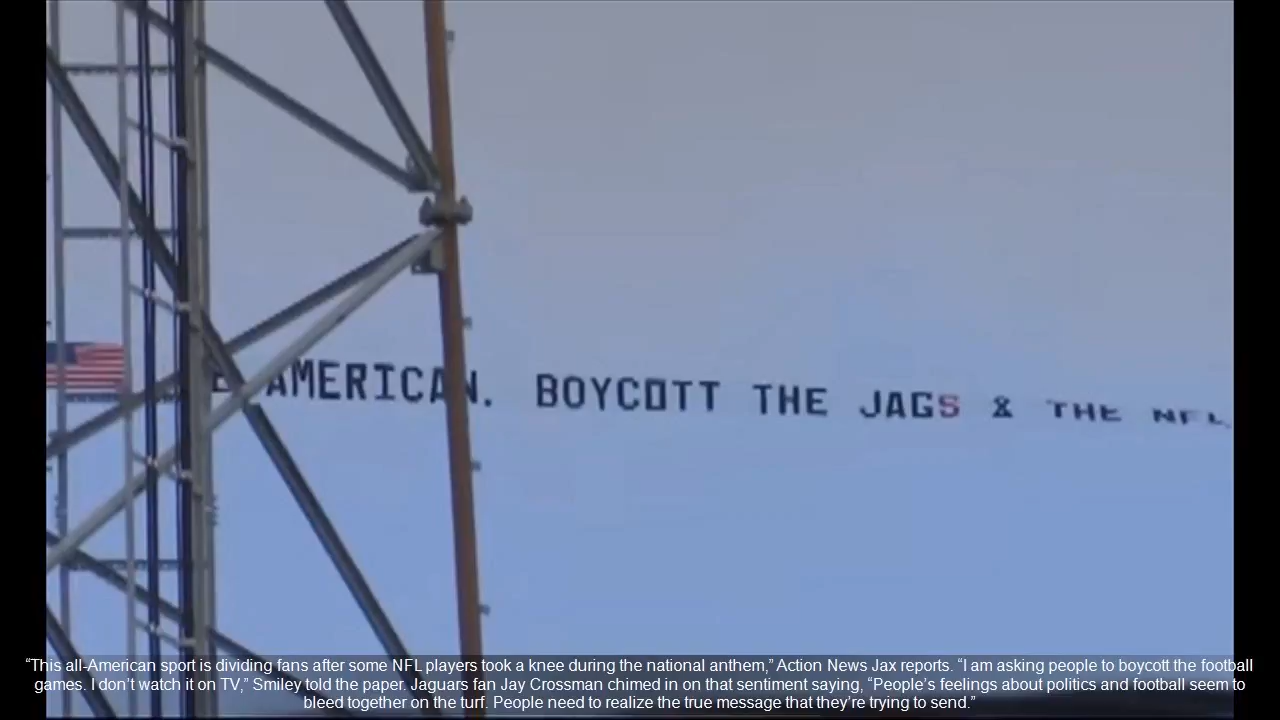 BE AMERICAN. BOYCOTT THE JAGS & THE NFL.
“This all-American sport is dividing fans after some NFL players took a knee during the national anthem,” Action News Jax reports. “I am asking people to boycott the football
games. I don’t watch it on TV,” Smiley told the paper. Jaguars fan Jay Crossman chimed in on that sentiment saying, “People’s feelings about politics and football seem to
bleed together on the turf. People need to realize the true message that they’re trying to send.”